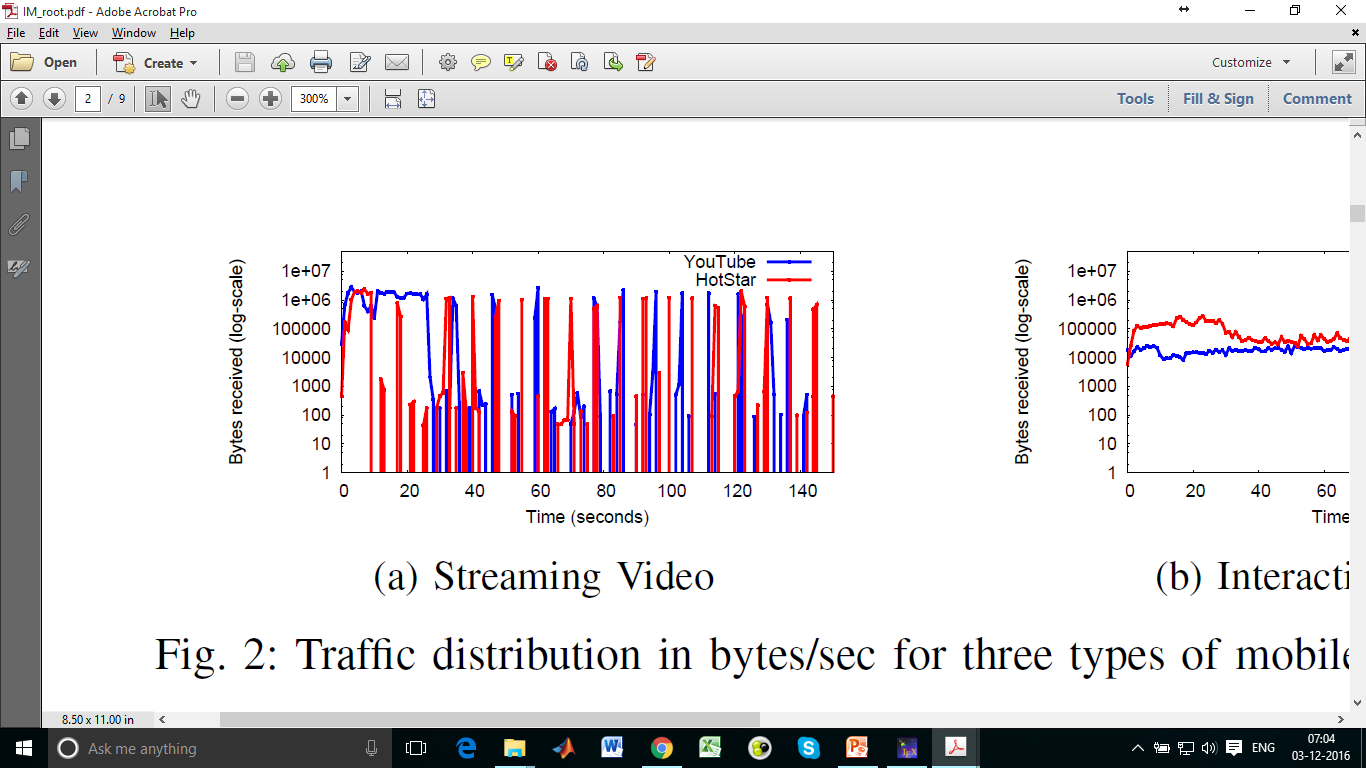 IM_root.pdf - Adobe Acrobat Pro
File Edit View Window Help
Open Create Customize
2 / 9 300% Tools Fill & Sign Comment
YouTube
HotStar
Bytes received (log-scale)
1e+07
1e+06
100000
10000
1000
100
10
1
0 20 40 60 80 100 120 140
Time (seconds)
(a) Streaming Video
Bytes received (log-scale)
1e+07
1e+06
100000
10000
1000
100
10
1
0 20 40 60
Time
(b) Interacti
Fig. 2: Traffic distribution in bytes/sec for three types of mobile
8.50 x 11.00 in
Ask me anything
ENG
07:04
03-12-2016